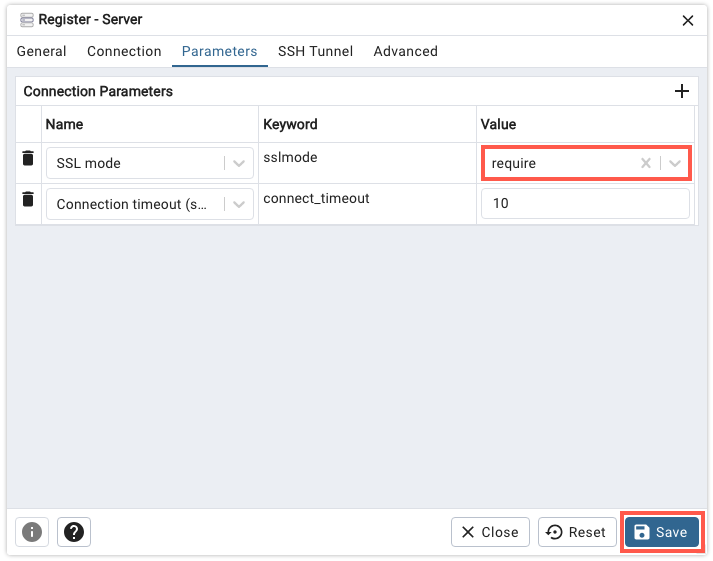 Register - Server
General Connection Parameters SSH Tunnel Advanced
Connection Parameters
Name Keyword Value
SSL mode sslmode require
Connection timeout (s... connect_timeout 10
Close Reset Save